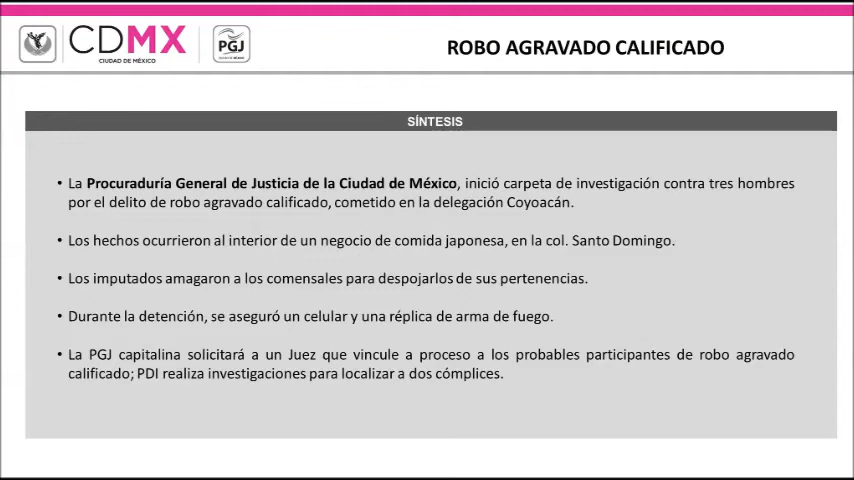 CDMX
CIUDAD DE MÉXICO
PGJ
ROBO AGRAVADO CALIFICADO
SÍNTESIS
• La Procuraduría General de Justicia de la Ciudad de México, inició carpeta de investigación contra tres hombres
por el delito de robo agravado calificado, cometido en la delegación Coyoacán.
• Los hechos ocurrieron al interior de un negocio de comida japonesa, en la col. Santo Domingo.
• Los imputados amagaron a los comensales para despojarlos de sus pertenencias.
• Durante la detención, se aseguró un celular y una réplica de arma de fuego.
• La PGJ capitalina solicitará a un Juez que vincule a proceso a los probables participantes de robo agravado
calificado; PDI realiza investigaciones para localizar a dos cómplices.